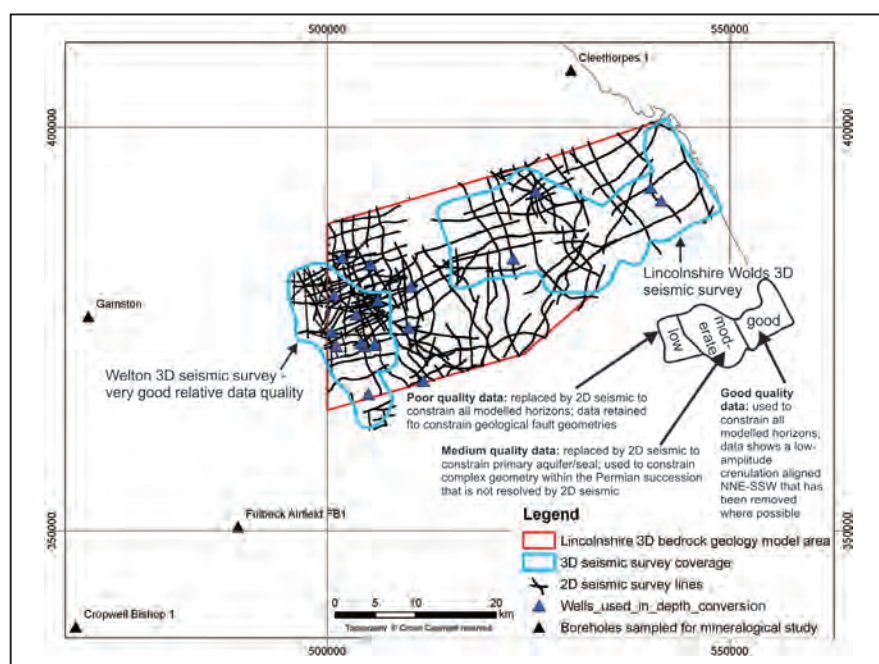 500000
550000
Cleethorpes 1
400000
400000
Lincolnshire Wolds 3D
seismic survey
Gamston
good
mod-
erate
low
Welton 3D seismic survey -
very good relative data quality
Poor quality data: replaced by 2D seismic to
constrain all modelled horizons; data retained
fto constrain geological fault geometries
Good quality
data: used to
constrain all
modelled horizons;
data shows a low-
amplitude
crenulation aligned
NNE-SSW that has
been removed
where possible
Medium quality data: replaced by 2D seismic to
constrain primary aquifer/seal; used to constrain
complex geometry within the Permian succession
that is not resolved by 2D seismic
Fulbeck Airfield FB1
350000
350000
Legend
Lincolnshire 3D bedrock geology model area
3D seismic survey coverage
2D seismic survey lines
Wells_used_in_depth_conversion
Boreholes sampled for mineralogical study
0 5 10 20
km
Topography © Crown Copyright reserved
Cropwell Bishop 1
500000
550000